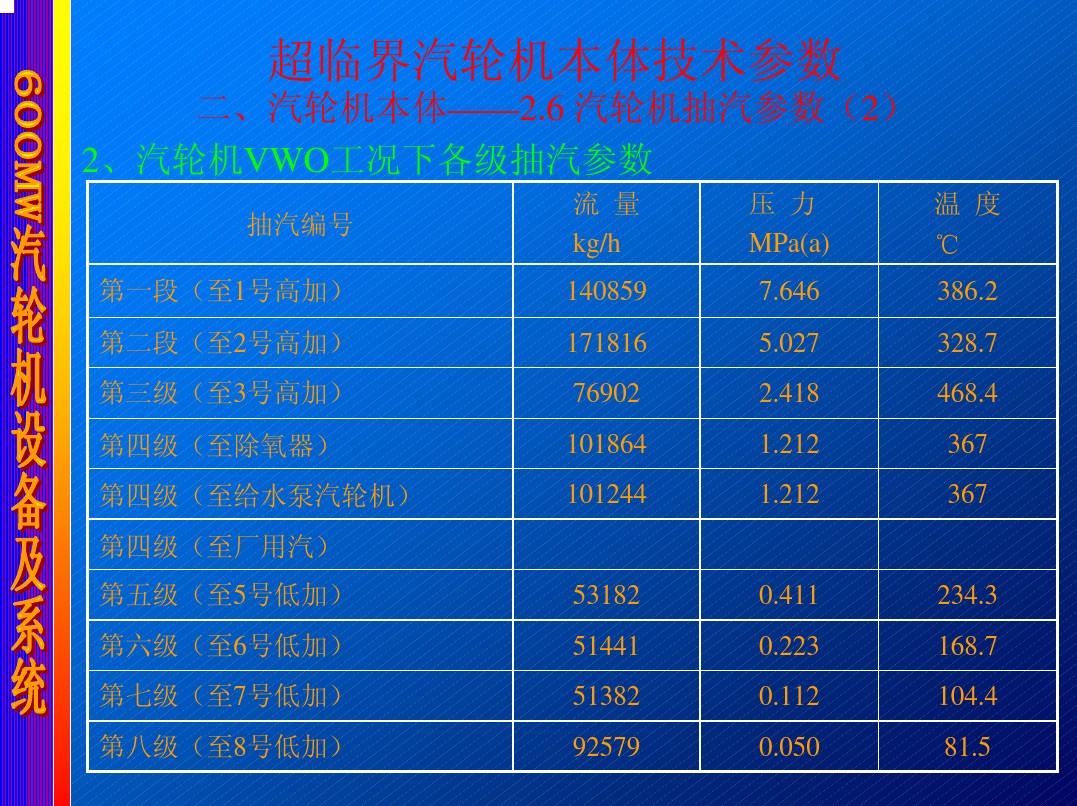 600MW汽轮机设备及系统
超临界汽轮机本体技术参数
二、汽轮机本体——2.6 汽轮机抽汽参数（2）
2、汽轮机VWO工况下各级抽汽参数
抽汽编号 流 量 kg/h 压 力 MPa(a) 温 度 ℃
第一段（至1号高加） 140859 7.646 386.2
第二段（至2号高加） 171816 5.027 328.7
第三级（至3号高加） 76902 2.418 468.4
第四级（至除氧器） 101864 1.212 367
第四级（至给水泵汽轮机） 101244 1.212 367
第四级（至厂用汽）
第五级（至5号低加） 53182 0.411 234.3
第六级（至6号低加） 51441 0.223 168.7
第七级（至7号低加） 51382 0.112 104.4
第八级（至8号低加） 92579 0.050 81.5